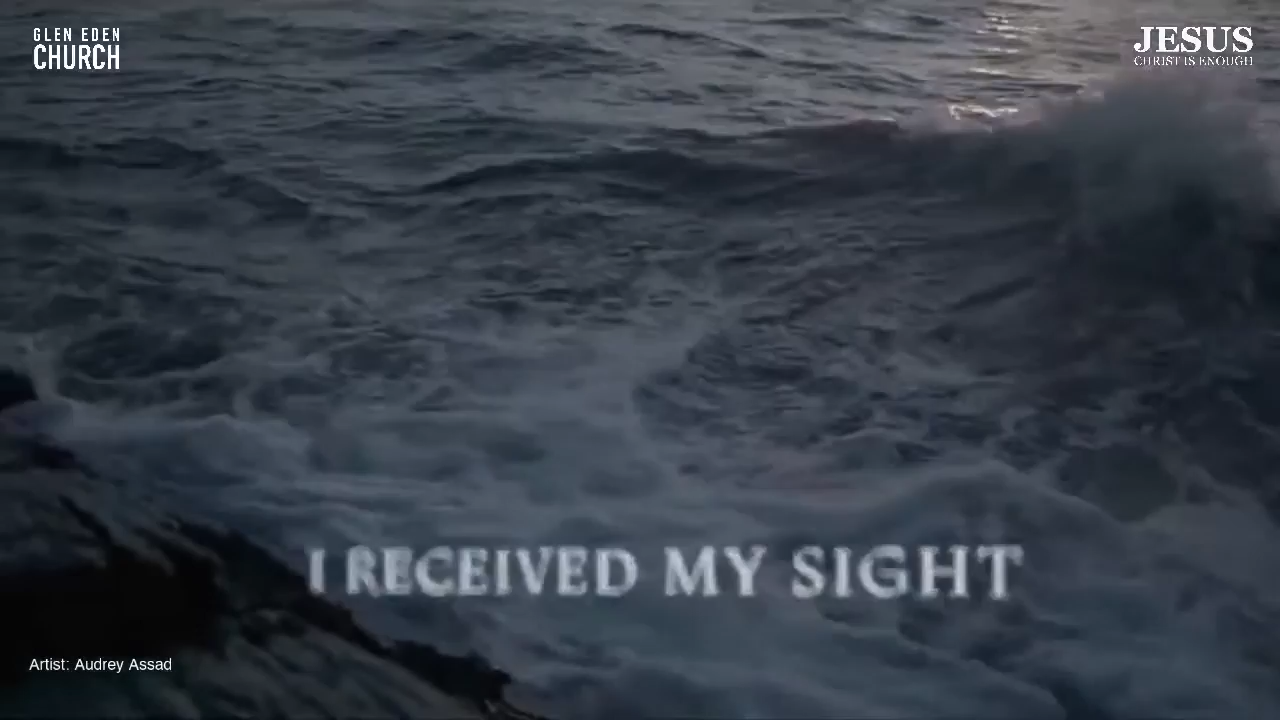 GLEN EDEN
CHURCH
JESUS
CHRIST IS ENOUGH
I RECEIVED MY SIGHT
Artist: Audrey Assad